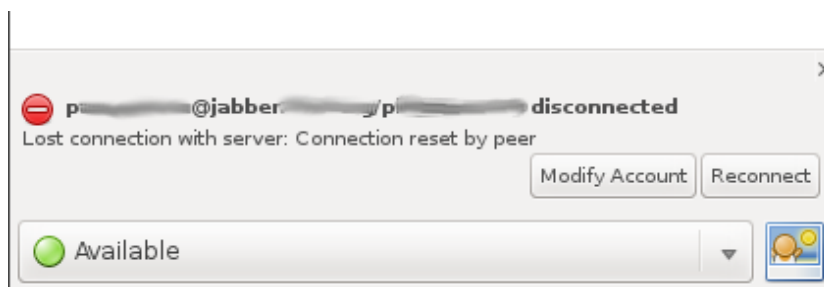 @jabber. disconnected
Lost connection with server: Connection reset by peer
Modify Account Reconnect
Available